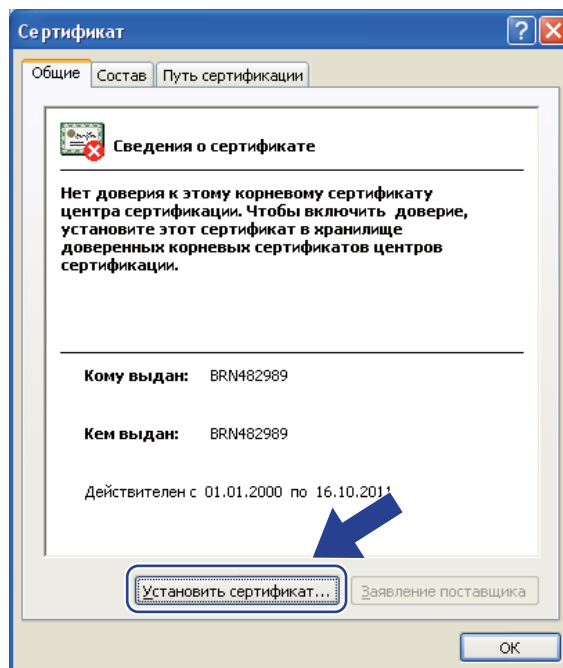 Сертификат
Общие Состав Путь сертификации
Сведения о сертификате
Нет доверия к этому корневому сертификату
центра сертификации. Чтобы включить доверие,
установите этот сертификат в хранилище
доверенных корневых сертификатов центров
сертификации.
Кому выдан: BRN482989
Кем выдан: BRN482989
Действителен с 01.01.2000 по 16.10.2011
Установить сертификат... Заявление поставщика
ОК